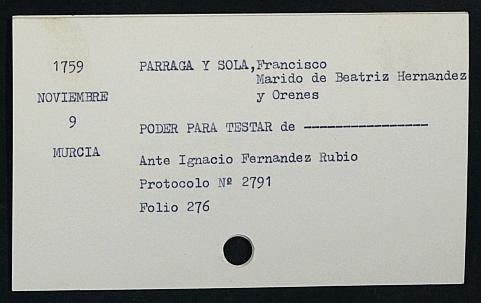 1759
NOVIEMBRE
9
MURCIA
PARRAGA Y SOLA,Francisco
Marido de Beatriz Hernandez
y Orenes
PODER PARA TESTAR de ----------------
Ante Ignacio Fernandez Rubio
Protocolo Nº 2791
Folio 276